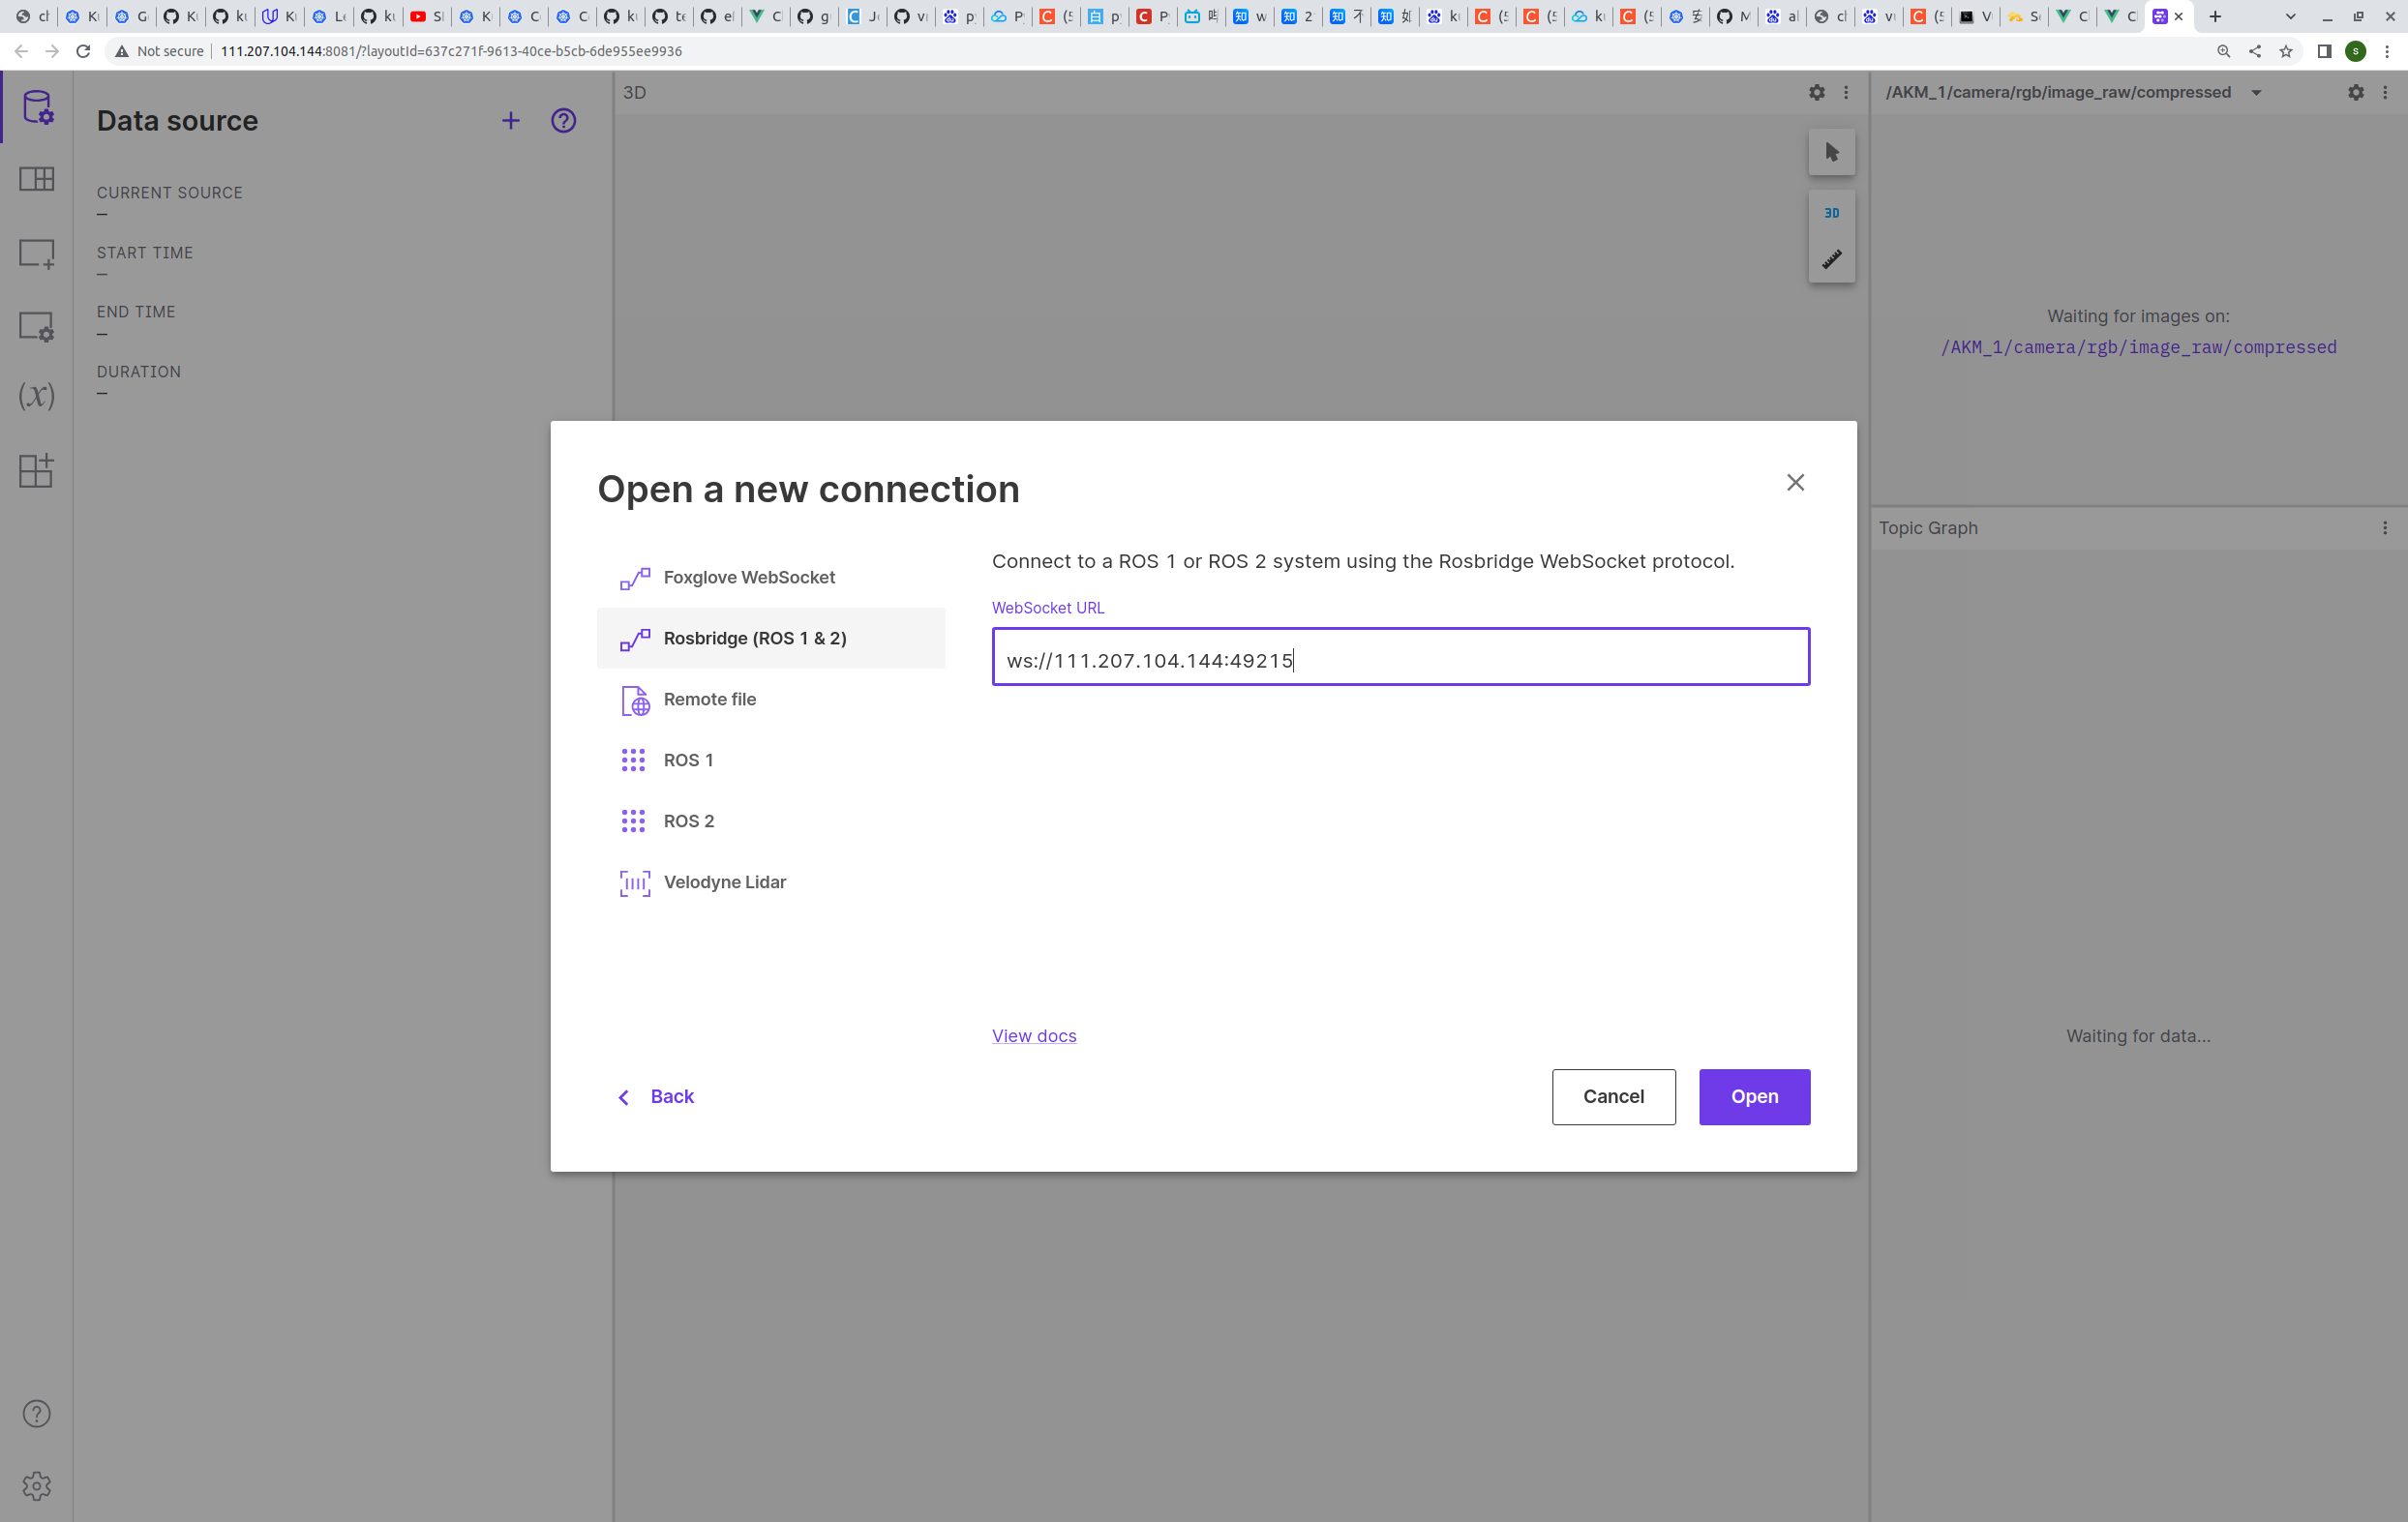 Not secure
111.207.104.144:8081/?layoutId=637c271f-9613-40ce-b5cb-6de955ee9936
S
Data source
CURRENT SOURCE
—
START TIME
—
END TIME
—
DURATION
—
3D
3D
/AKM_1/camera/rgb/image_raw/compressed
Waiting for images on:
/AKM_1/camera/rgb/image_raw/compressed
Topic Graph
Waiting for data...
Open a new connection
Foxglove WebSocket
Rosbridge (ROS 1 & 2)
Remote file
ROS 1
ROS 2
Velodyne Lidar
Connect to a ROS 1 or ROS 2 system using the Rosbridge WebSocket protocol.
WebSocket URL
ws://111.207.104.144:49215
View docs
Back
Cancel
Open
(x)